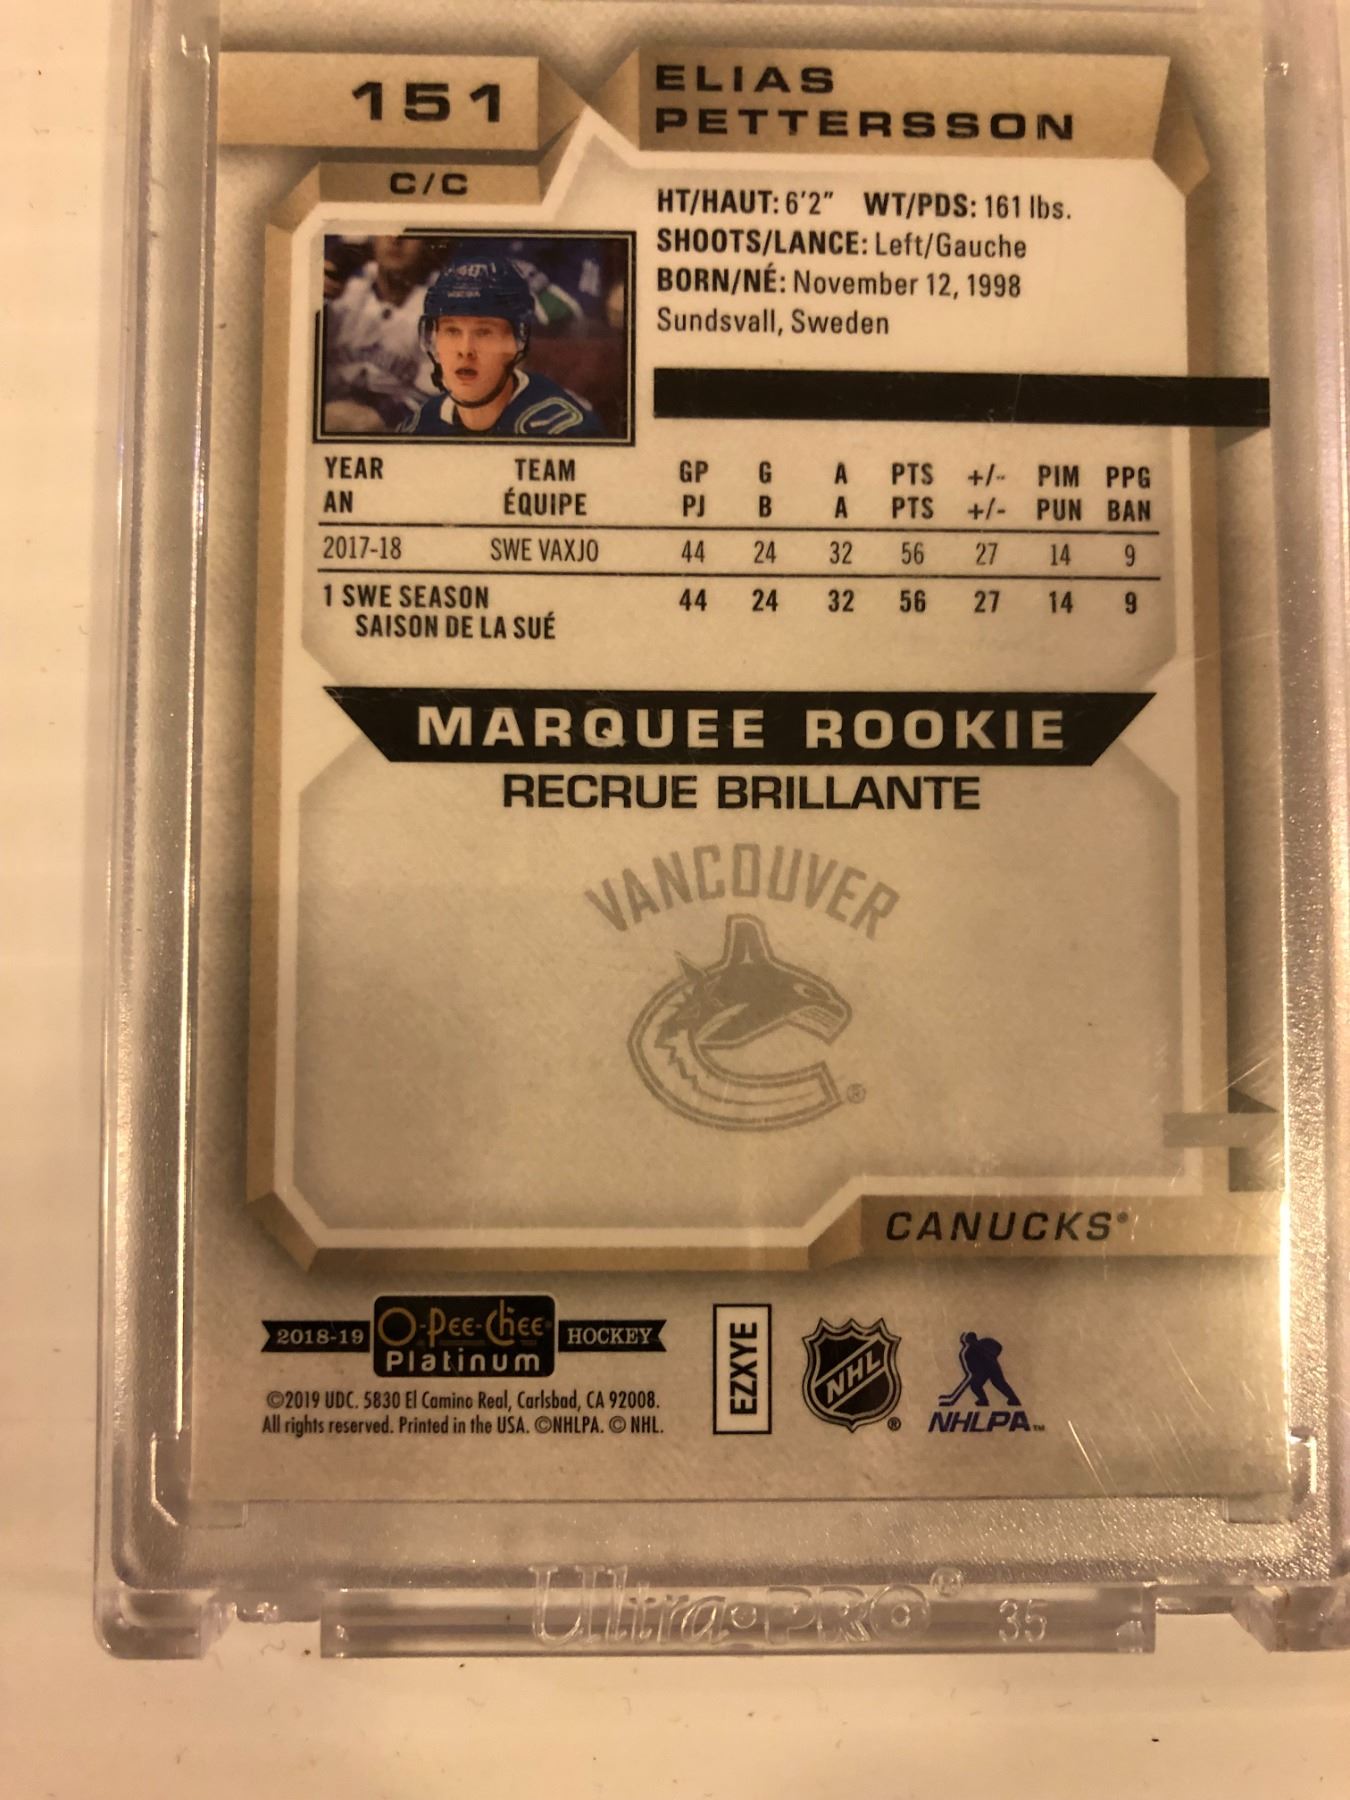 151
ELIAS
PETTERSSON
C/C
HT/HAUT: 6'2" WT/PDS: 161 lbs.
SHOOTS/LANCE: Left/Gauche
BORN/NÉ: November 12, 1998
Sundsvall, Sweden
YEAR TEAM GP G A PTS +/- PIM PPG
AN ÉQUIPE PJ B A PTS +/- PUN BAN
2017-18 SWE VAXJO 44 24 32 56 27 14 9
1 SWE SEASON 44 24 32 56 27 14 9
SAISON DE LA SUÉ
MARQUEE ROOKIE
RECRUE BRILLANTE
VANCOUVER
®
CANUCKS®
2018-19 O-Pee-Chee® HOCKEY
Platinum
EZXYE
NHL
®
NHLPA™
©2019 UDC. 5830 El Camino Real, Carlsbad, CA 92008.
All rights reserved. Printed in the USA. ©NHLPA. © NHL.
Ultra•PRO® 35